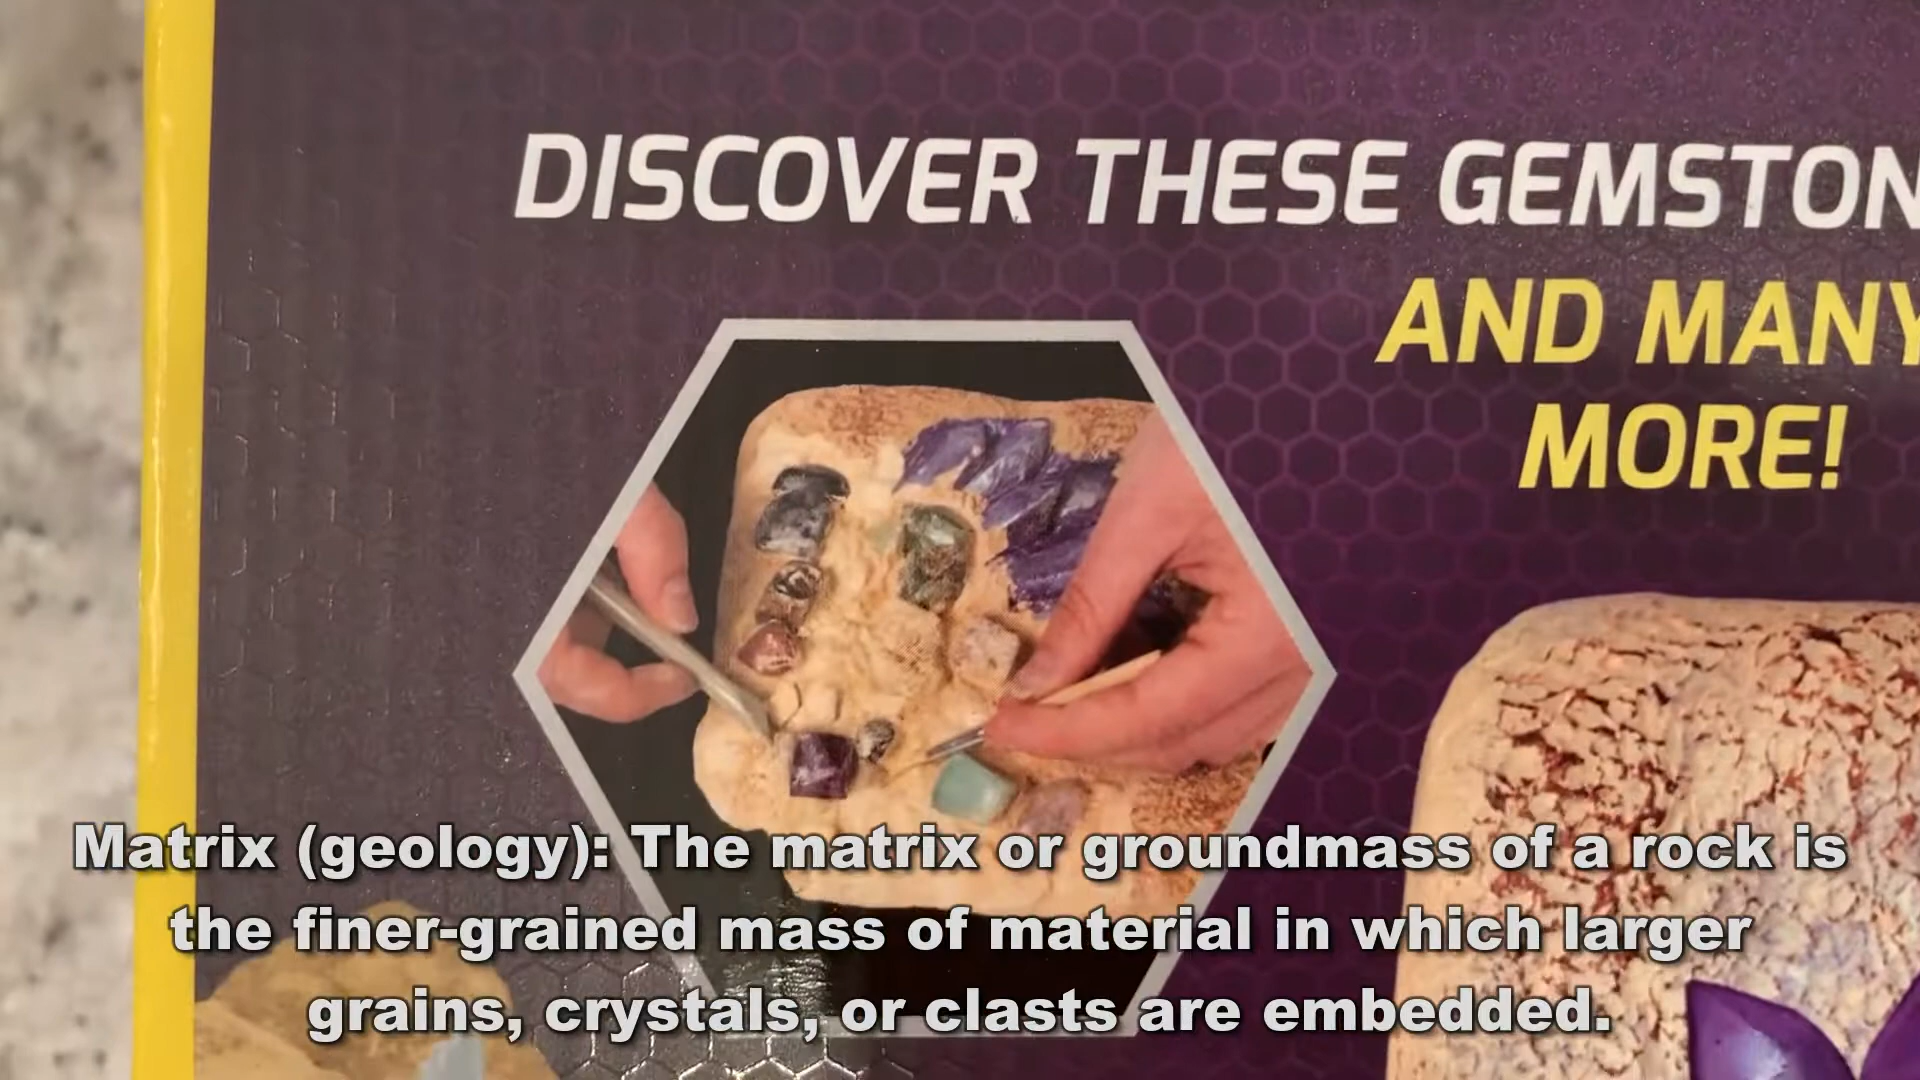 DISCOVER THESE GEMSTON
AND MANY
MORE!
Matrix (geology): The matrix or groundmass of a rock is
the finer-grained mass of material in which larger
grains, crystals, or clasts are embedded.